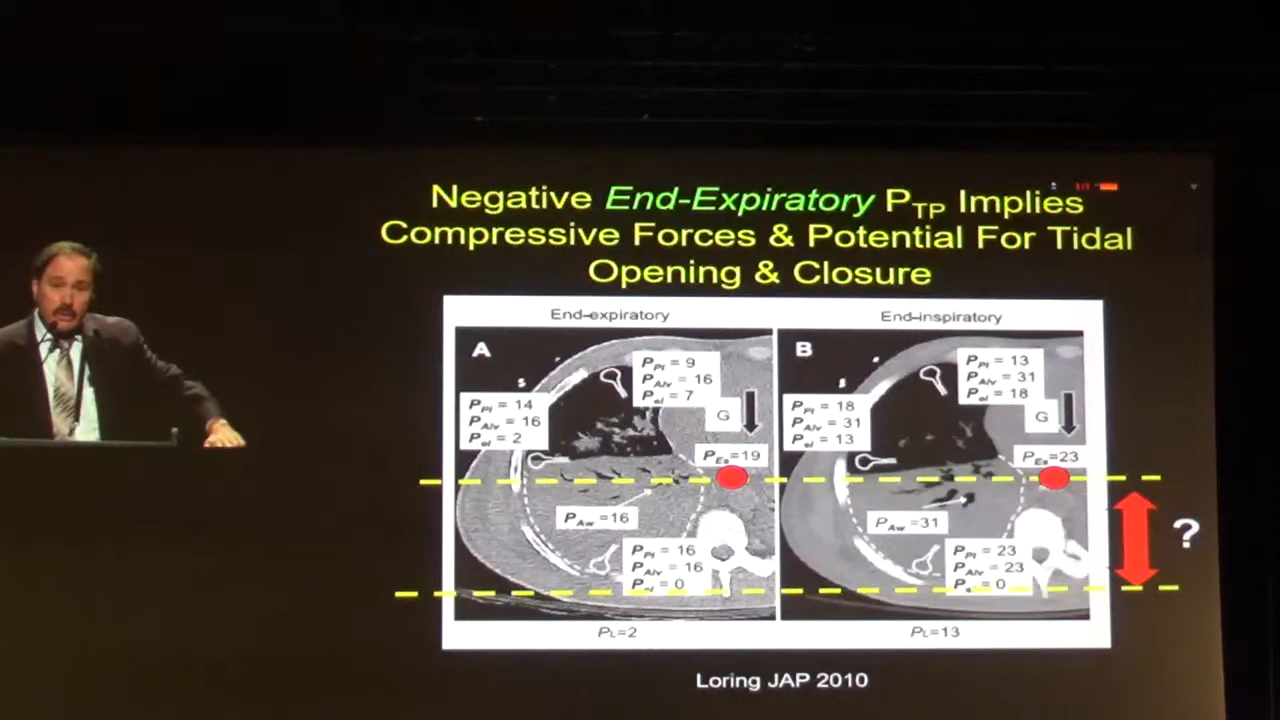 Negative End-Expiratory PTP Implies
Compressive Forces & Potential For Tidal
Opening & Closure
End-expiratory
End-inspiratory
A
PPl = 9
PAlv = 16
Pel = 7
S
PPl = 14
PAlv = 16
Pel = 2
G
PEs=19
PAw =16
PPl = 16
PAlv = 16
Pel = 0
PL=2
B
PPl = 13
PAlv = 31
Pel = 18
S
PPl = 18
PAlv = 31
Pel = 13
G
PEs=23
PAw =31
PPl = 23
PAlv = 23
Pel = 0
PL=13
?
Loring JAP 2010